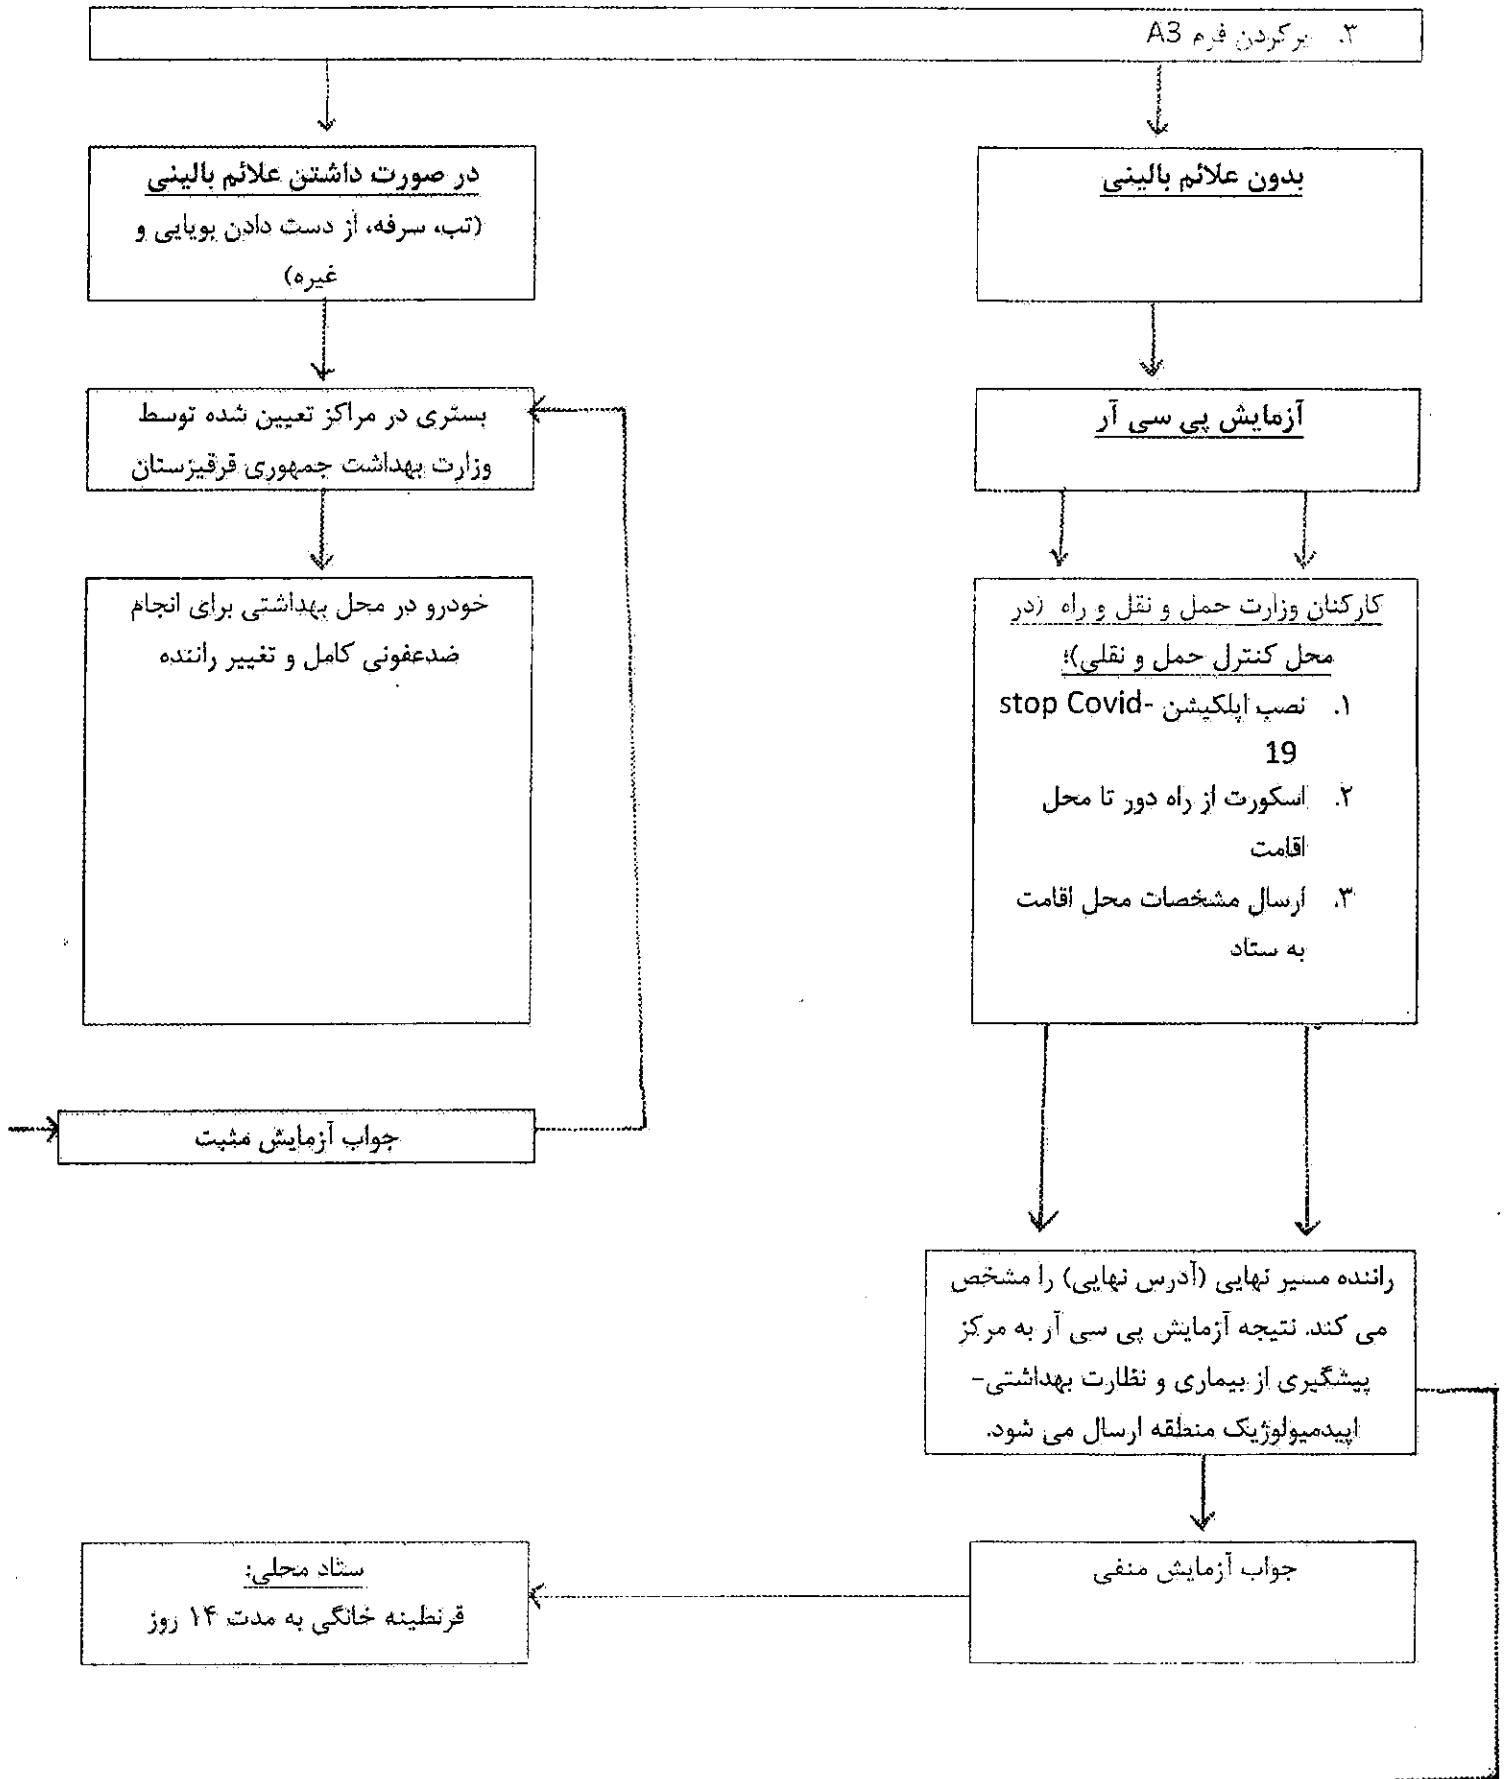 ۳. پرکردن فرم A3
بدون علائم بالینی
در صورت داشتن علائم بالینی
(تب، سرفه، از دست دادن بویایی و
غیره)
آزمایش پی سی آر
بستری در مراکز تعیین شده توسط
وزارت بهداشت جمهوری قرقیزستان
کارکنان وزارت حمل و نقل و راه (در
محل کنترل حمل و نقلی)؛
۱. نصب اپلکیشن stop Covid-
19
۲. اسکورت از راه دور تا محل
اقامت
۳. ارسال مشخصات محل اقامت
به ستاد
خودرو در محل بهداشتی برای انجام
ضدعفونی کامل و تغییر راننده
جواب آزمایش مثبت
راننده مسیر نهایی (آدرس نهایی) را مشخص
می کند. نتیجه آزمایش پی سی آر به مرکز
پیشگیری از بیماری و نظارت بهداشتی-
اپیدمیولوژیک منطقه ارسال می شود.
جواب آزمایش منفی
ستاد محلی:
قرنطینه خانگی به مدت ۱۴ روز